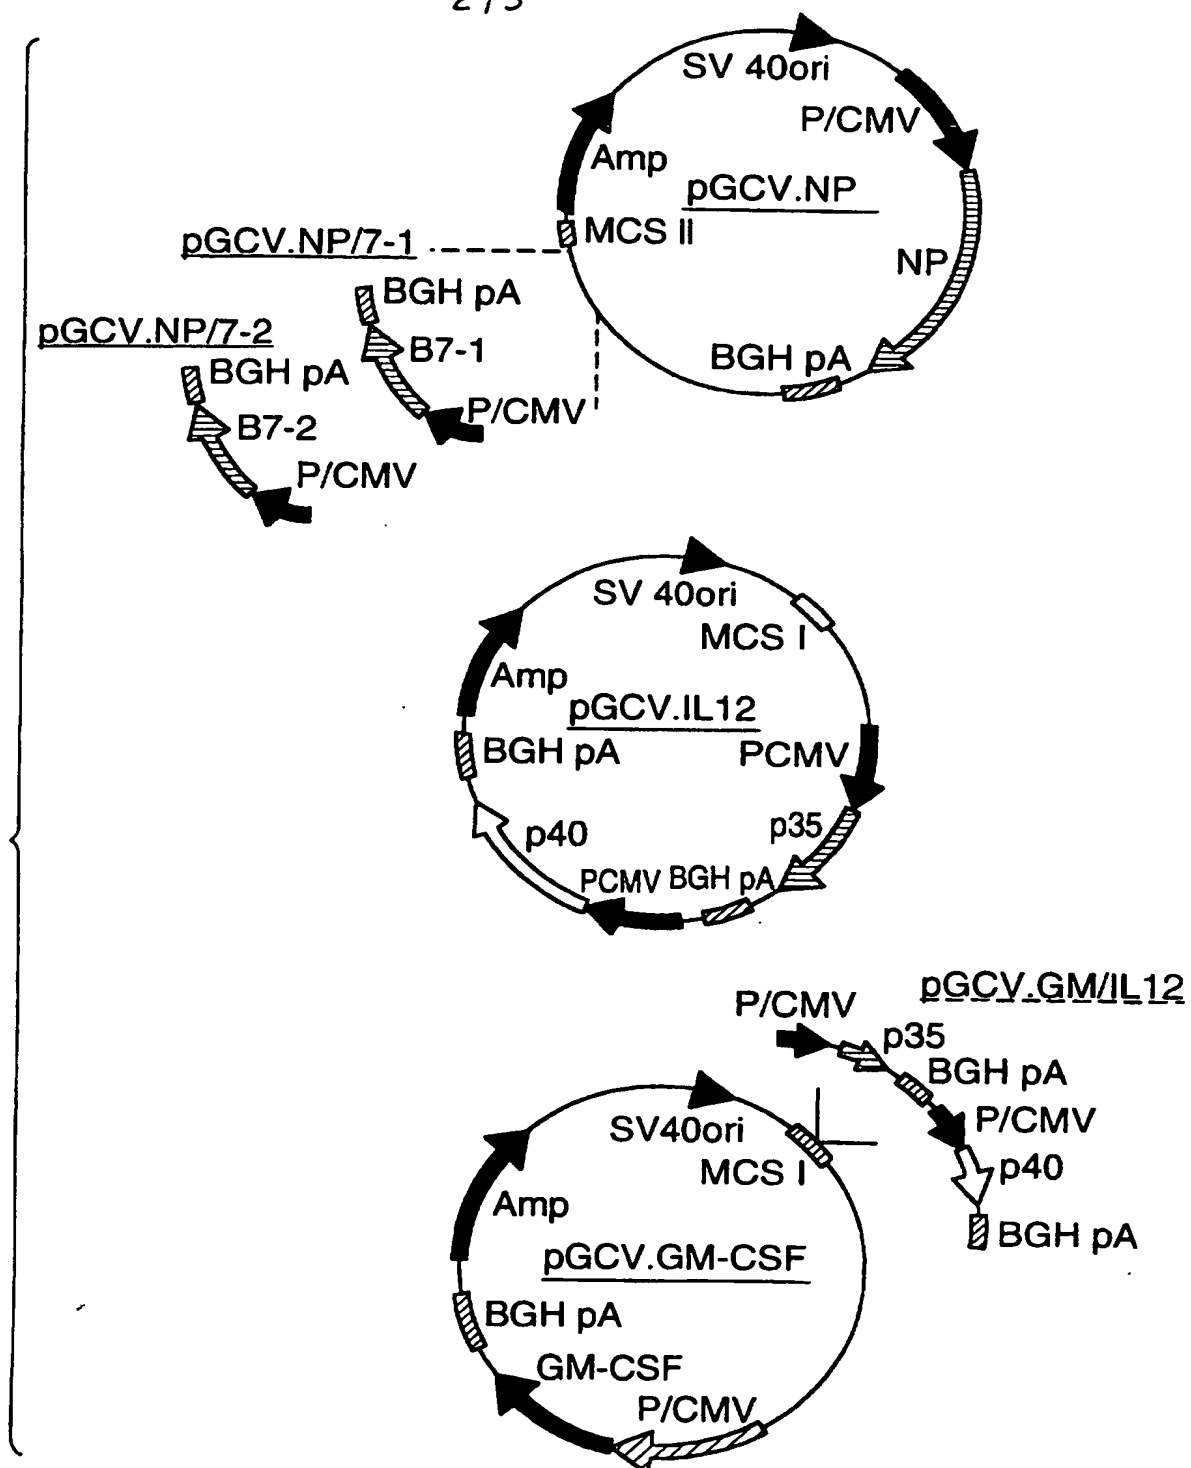 2/3
SV 40ori
P/CMV
Amp
pGCV.NP
MCS II
pGCV.NP/7-1
NP
BGH pA
pGCV.NP/7-2
B7-1
BGH pA
BGH pA
P/CMV
B7-2
P/CMV
SV 40ori
MCS I
Amp
pGCV.IL12
BGH pA
PCMV
p40
p35
PCMV
BGH pA
pGCV.GM/IL12
P/CMV
p35
BGH pA
P/CMV
SV40ori
MCS I
p40
Amp
BGH pA
pGCV.GM-CSF
BGH pA
GM-CSF
P/CMV